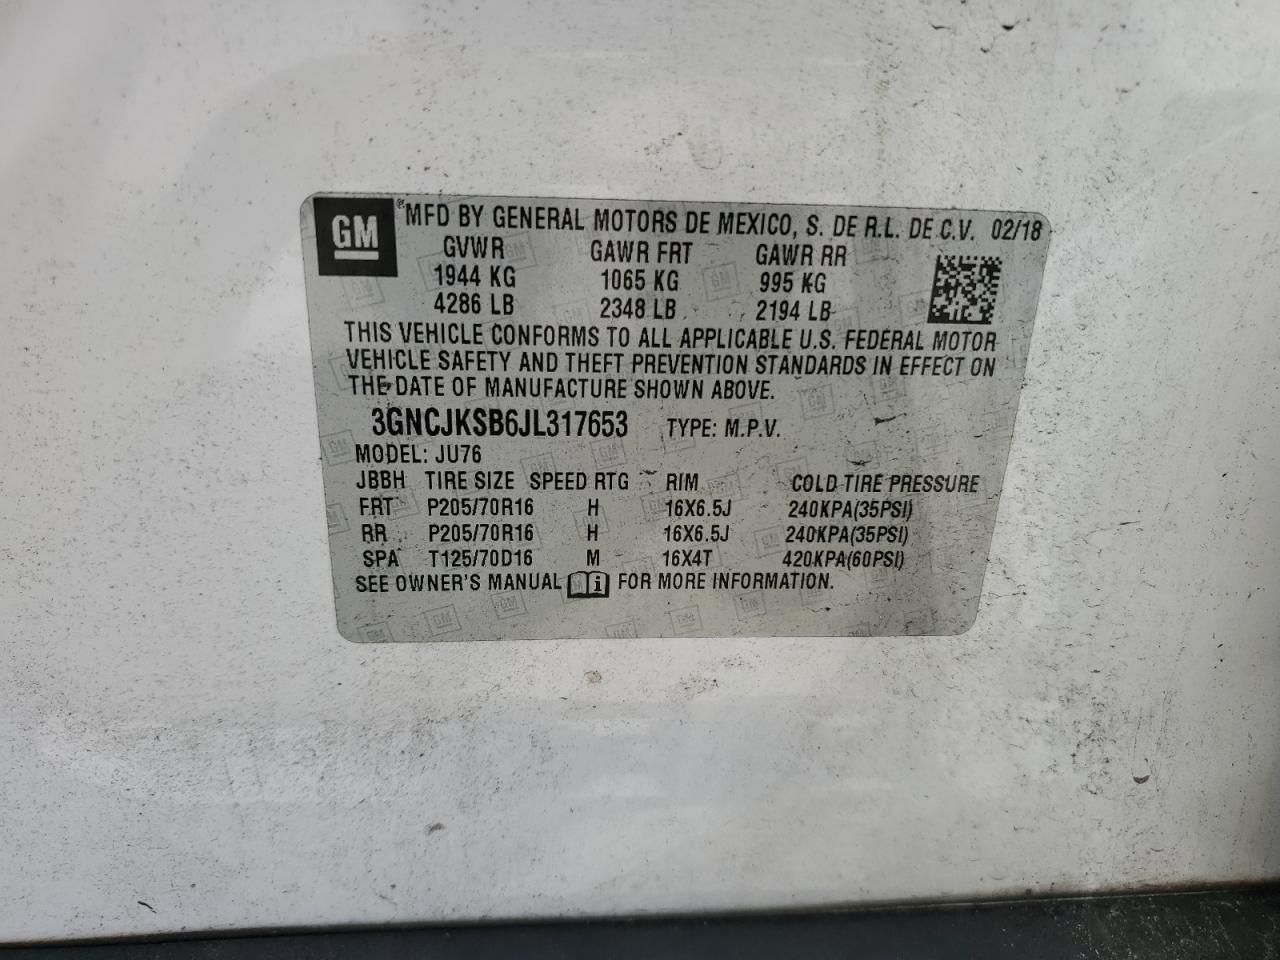 GM ® MFD BY GENERAL MOTORS DE MEXICO, S. DE R.L. DE C.V. 02/18
GVWR GAWR FRT GAWR RR
1944 KG 1065 KG 995 KG
4286 LB 2348 LB 2194 LB
THIS VEHICLE CONFORMS TO ALL APPLICABLE U.S. FEDERAL MOTOR
VEHICLE SAFETY AND THEFT PREVENTION STANDARDS IN EFFECT ON
THE DATE OF MANUFACTURE SHOWN ABOVE.
3GNCJKSB6JL317653 TYPE: M.P.V.
MODEL: JU76
JBBH TIRE SIZE SPEED RTG RIM COLD TIRE PRESSURE
FRT P205/70R16 H 16X6.5J 240KPA(35PSI)
RR P205/70R16 H 16X6.5J 240KPA(35PSI)
SPA T125/70D16 M 16X4T 420KPA(60PSI)
SEE OWNER'S MANUAL FOR MORE INFORMATION.